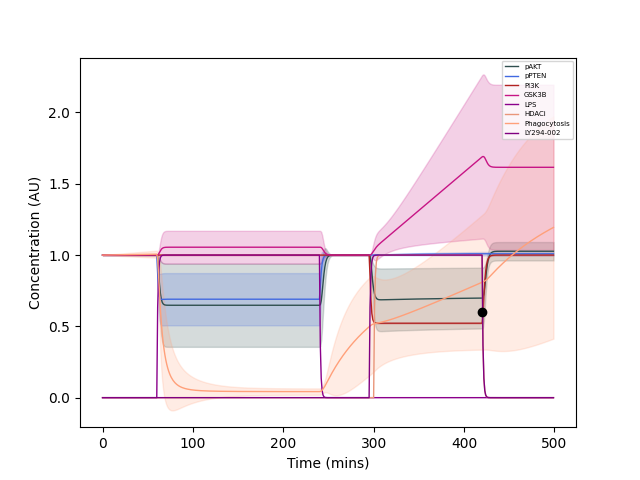 Concentration (AU)
2.0
1.5
1.0
0.5
0.0
pAKT
pPTEN
PI3K
GSK3B
LPS
HDACi
Phagocytosis
LY294-002
0 100 200 300 400 500
Time (mins)